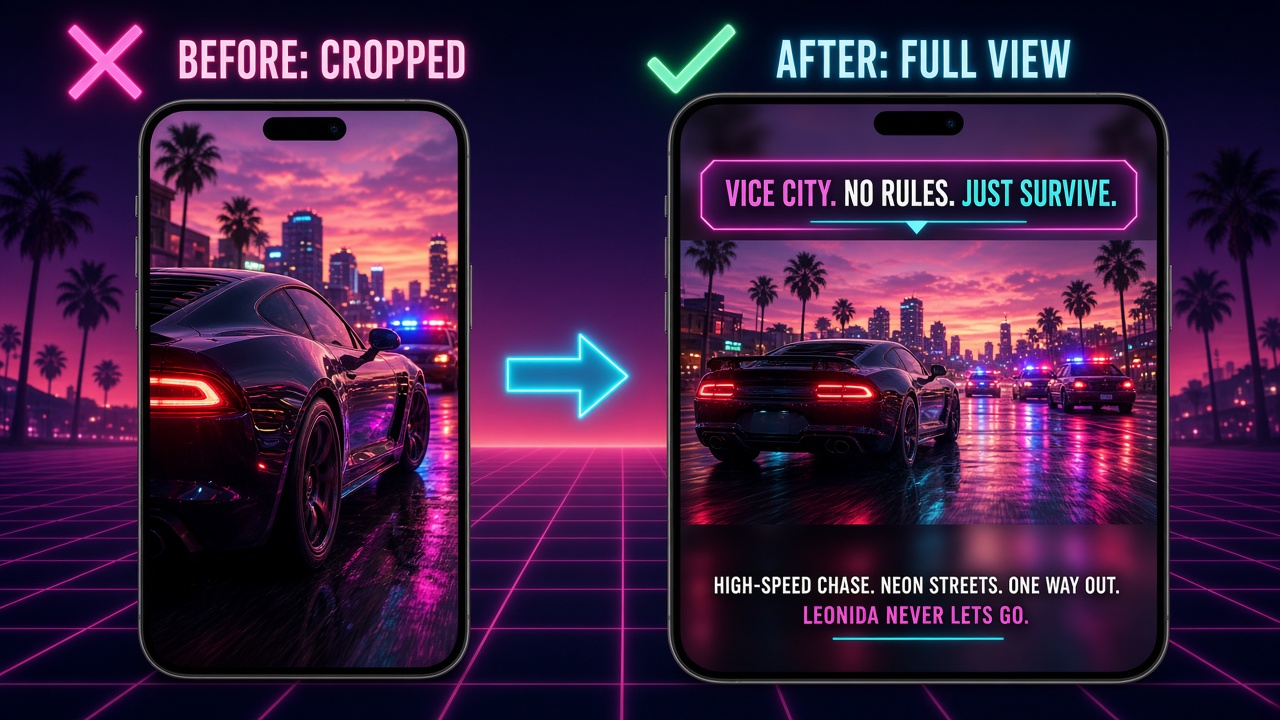 BEFORE: CROPPED
AFTER: FULL VIEW
VICE CITY. NO RULES. JUST SURVIVE.
HIGH-SPEED CHASE. NEON STREETS. ONE WAY OUT.
LEONIDA NEVER LETS GO.